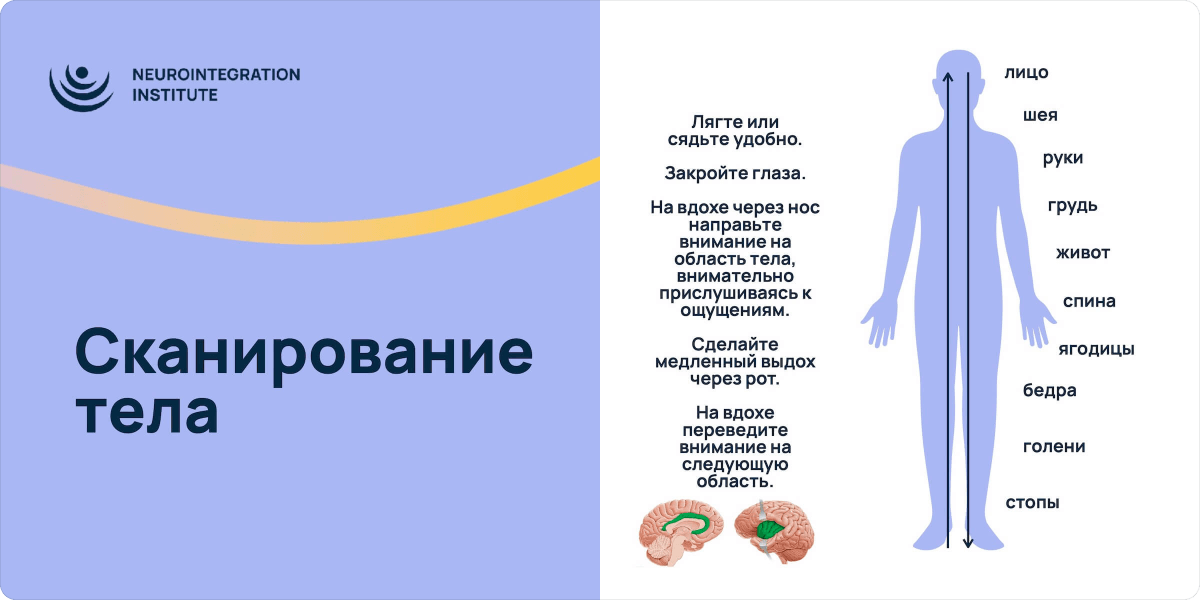 NEUROINTEGRATION
INSTITUTE
Сканирование
тела
Лягте или
сядьте удобно.
Закройте глаза.
На вдохе через нос
направьте
внимание на
область тела,
внимательно
прислушиваясь к
ощущениям.
Сделайте
медленный выдох
через рот.
На вдохе
переведите
внимание на
следующую
область.
лицо
шея
руки
грудь
живот
спина
ягодицы
бедра
голени
стопы